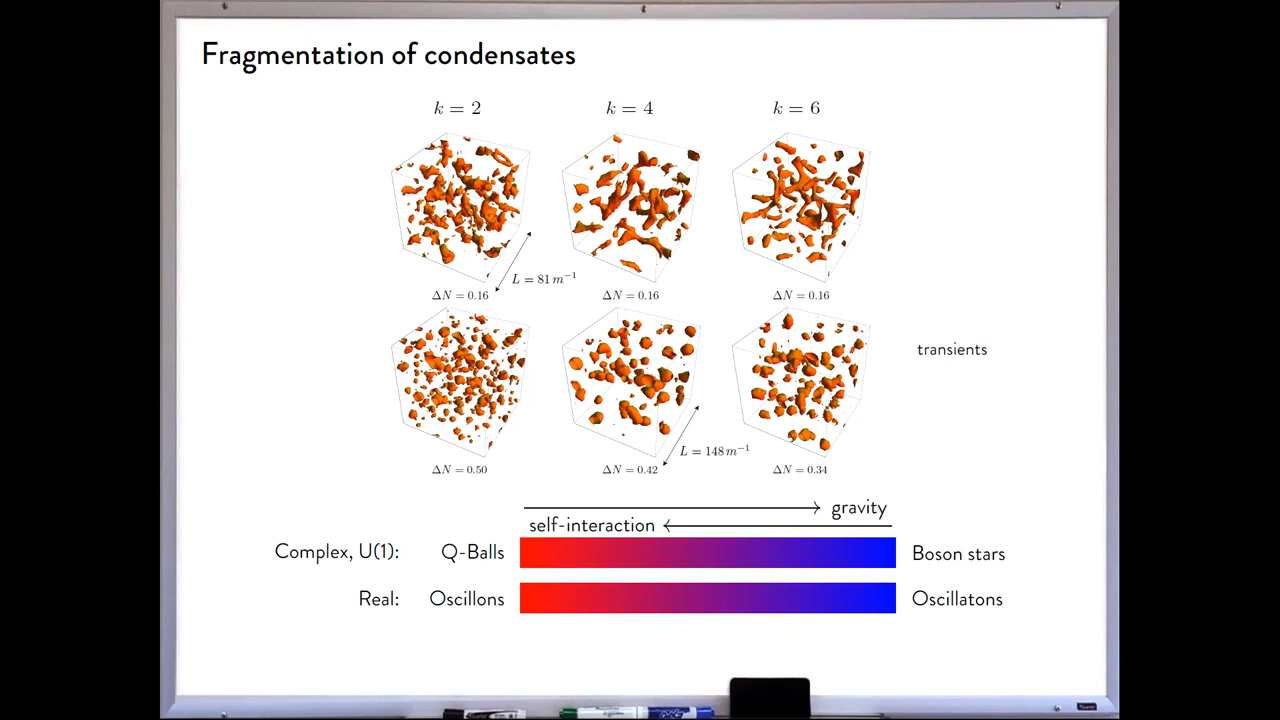 Fragmentation of condensates
k = 2
k = 4
k = 6
L = 81 m⁻¹
ΔN = 0.16
ΔN = 0.16
ΔN = 0.16
transients
L = 148 m⁻¹
ΔN = 0.50
ΔN = 0.42
ΔN = 0.34
gravity
self-interaction
Complex, U(1): Q-Balls Boson stars
Real: Oscillons Oscillatons